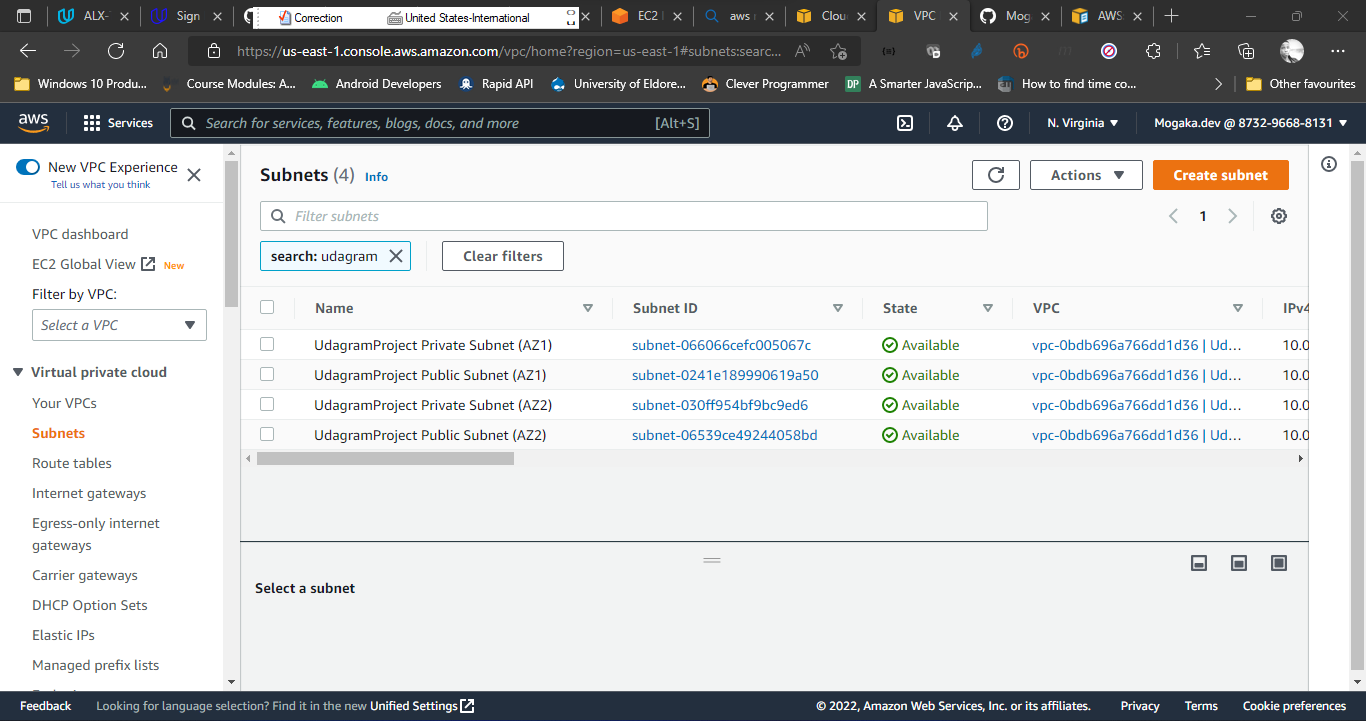 ALX-
Sign
Correction
United States-International
EC2
aws
Clou
VPC
Mog
AWS
https://us-east-1.console.aws.amazon.com/vpc/home?region=us-east-1#subnets:searc...
Windows 10 Produ...
Course Modules: A...
Android Developers
Rapid API
University of Eldore...
Clever Programmer
DP
A Smarter JavaScrip...
How to find time co...
Other favourites
aws
Services
Search for services, features, blogs, docs, and more
[Alt+S]
N. Virginia
Mogaka.dev @ 8732-9668-8131
New VPC Experience
Tell us what you think
VPC dashboard
EC2 Global View New
Filter by VPC:
Select a VPC
Virtual private cloud
Your VPCs
Subnets
Route tables
Internet gateways
Egress-only internet
gateways
Carrier gateways
DHCP Option Sets
Elastic IPs
Managed prefix lists
Subnets (4) Info
Actions
Create subnet
Filter subnets
1
search: udagram
Clear filters
Name Subnet ID State VPC IPv4
UdagramProject Private Subnet (AZ1) subnet-066066cefc005067c Available vpc-0bdb696a766dd1d36 | Ud... 10.0
UdagramProject Public Subnet (AZ1) subnet-0241e189990619a50 Available vpc-0bdb696a766dd1d36 | Ud... 10.0
UdagramProject Private Subnet (AZ2) subnet-030ff954bf9bc9ed6 Available vpc-0bdb696a766dd1d36 | Ud... 10.0
UdagramProject Public Subnet (AZ2) subnet-06539ce49244058bd Available vpc-0bdb696a766dd1d36 | Ud... 10.0
Select a subnet
Feedback
Looking for language selection? Find it in the new Unified Settings
© 2022, Amazon Web Services, Inc. or its affiliates.
Privacy
Terms
Cookie preferences